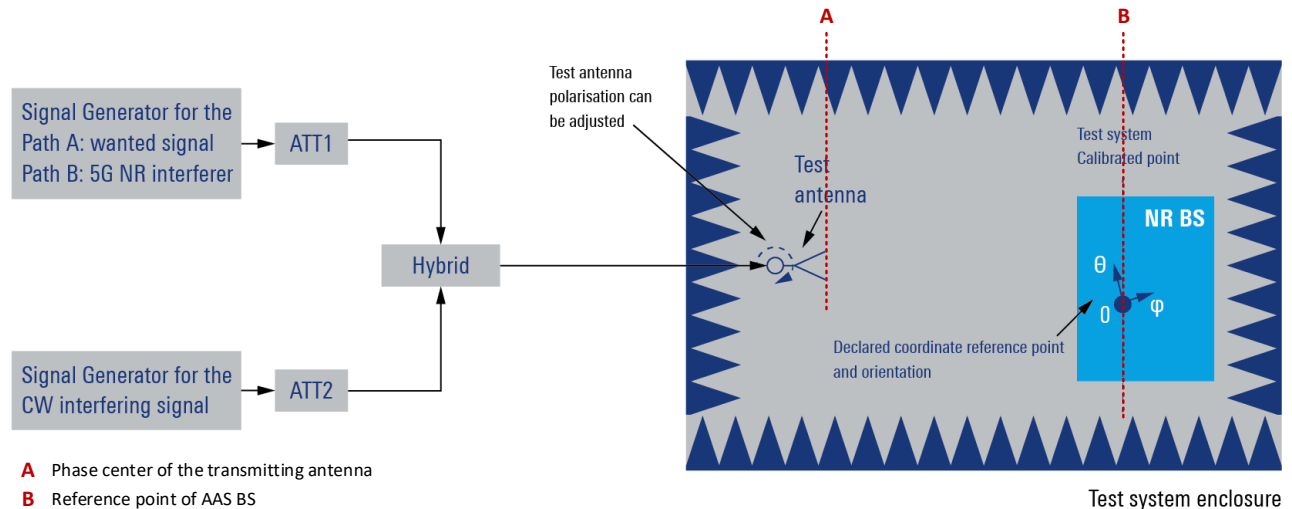 A
B
Test antenna
polarisation can
be adjusted
Signal Generator for the
Path A: wanted signal
Path B: 5G NR interferer
ATT1
Test system
Calibrated point
Test
antenna
NR BS
Hybrid
θ
φ
0
Declared coordinate reference point
and orientation
Signal Generator for the
CW interfering signal
ATT2
A Phase center of the transmitting antenna
B Reference point of AAS BS
Test system enclosure